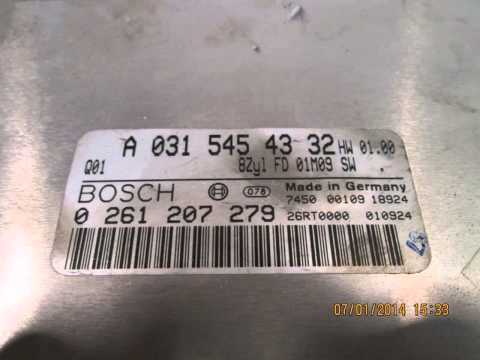 A 031 545 43 32 HW 01.00
Q01 8Zyl FD 01M09 SW .
BOSCH 078 Made in Germany
7450 00109 18924
0 261 207 279 26RT0000 010924
07/01/2014 15:33